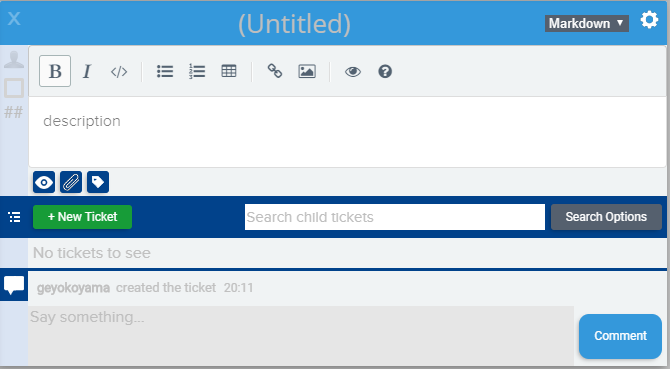 X (Untitled) Markdown ▼
B I </>
##
description
+ New Ticket Search child tickets Search Options
No tickets to see
geyokoyama created the ticket 20:11
Say something...
Comment